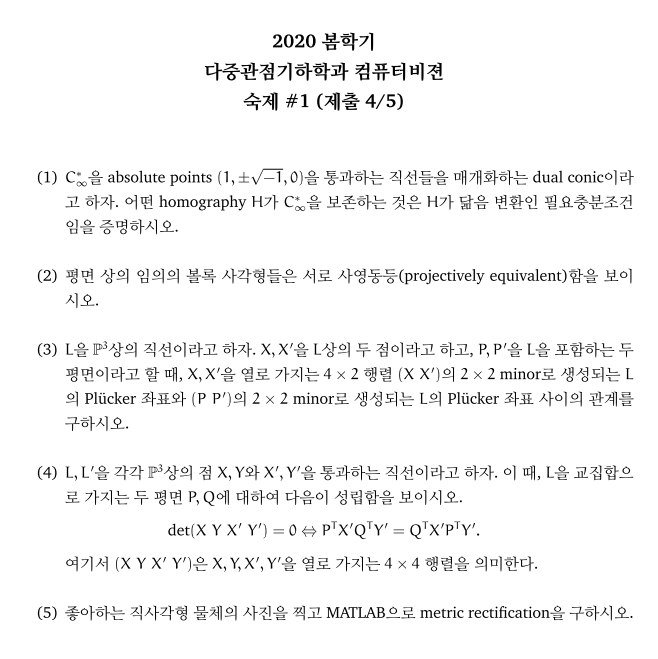 2020 봄학기
다중관점기하학과 컴퓨터비젼
숙제 #1 (제출 4/5)
(1) C*∞을 absolute points (1, ±√−1, 0)을 통과하는 직선들을 매개화하는 dual conic이라
고 하자. 어떤 homography H가 C*∞을 보존하는 것은 H가 닮음 변환인 필요충분조건
임을 증명하시오.
(2) 평면 상의 임의의 볼록 사각형들은 서로 사영동등(projectively equivalent)함을 보이
시오.
(3) L을 ℙ³상의 직선이라고 하자. X, X′을 L상의 두 점이라고 하고, P, P′을 L을 포함하는 두
평면이라고 할 때, X, X′을 열로 가지는 4 × 2 행렬 (X X′)의 2 × 2 minor로 생성되는 L
의 Plücker 좌표와 (P P′)의 2 × 2 minor로 생성되는 L의 Plücker 좌표 사이의 관계를
구하시오.
(4) L, L′을 각각 ℙ³상의 점 X, Y와 X′, Y′을 통과하는 직선이라고 하자. 이 때, L을 교집합으
로 가지는 두 평면 P, Q에 대하여 다음이 성립함을 보이시오.
det(X Y X′ Y′) = 0 ⇔ PᵀX′QᵀY′ = QᵀX′PᵀY′.
여기서 (X Y X′ Y′)은 X, Y, X′, Y′을 열로 가지는 4 × 4 행렬을 의미한다.
(5) 좋아하는 직사각형 물체의 사진을 찍고 MATLAB으로 metric rectification을 구하시오.